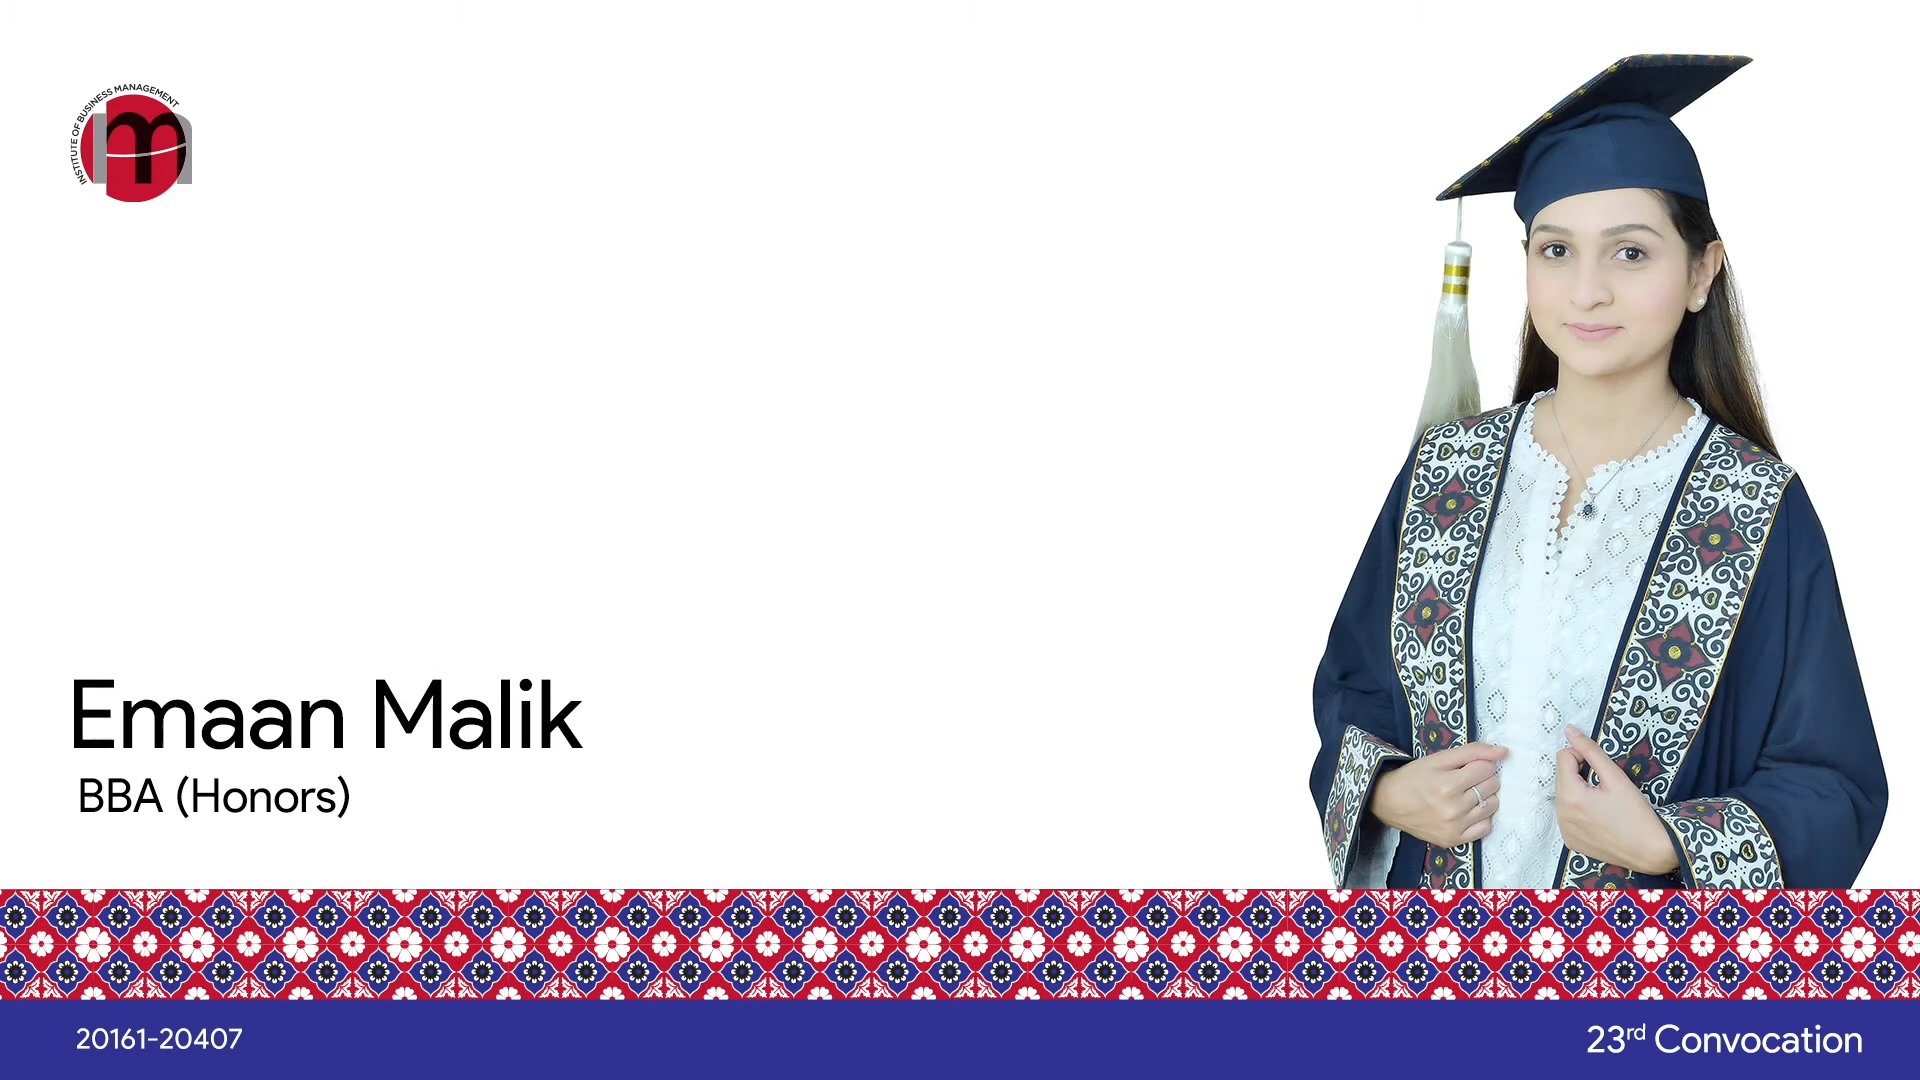 INSTITUTE OF BUSINESS MANAGEMENT
m
Emaan Malik
BBA (Honors)
20161-20407
23rd Convocation